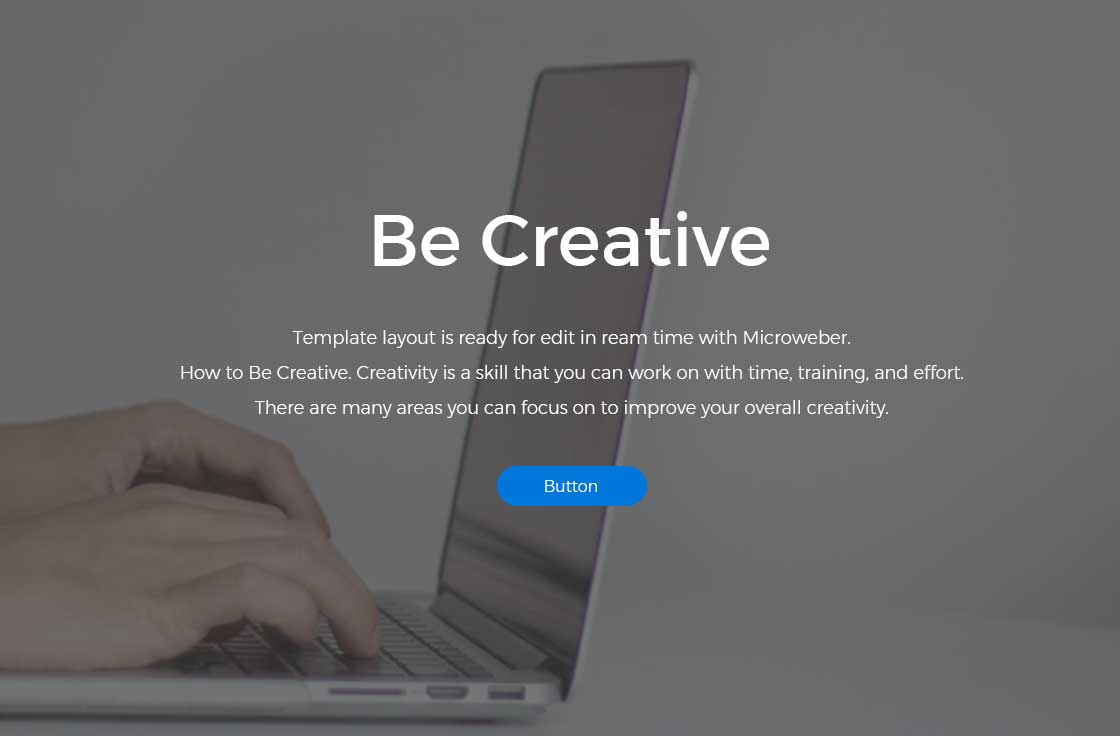 Be Creative
Template layout is ready for edit in ream time with Microweber.
How to Be Creative. Creativity is a skill that you can work on with time, training, and effort.
There are many areas you can focus on to improve your overall creativity.
Button